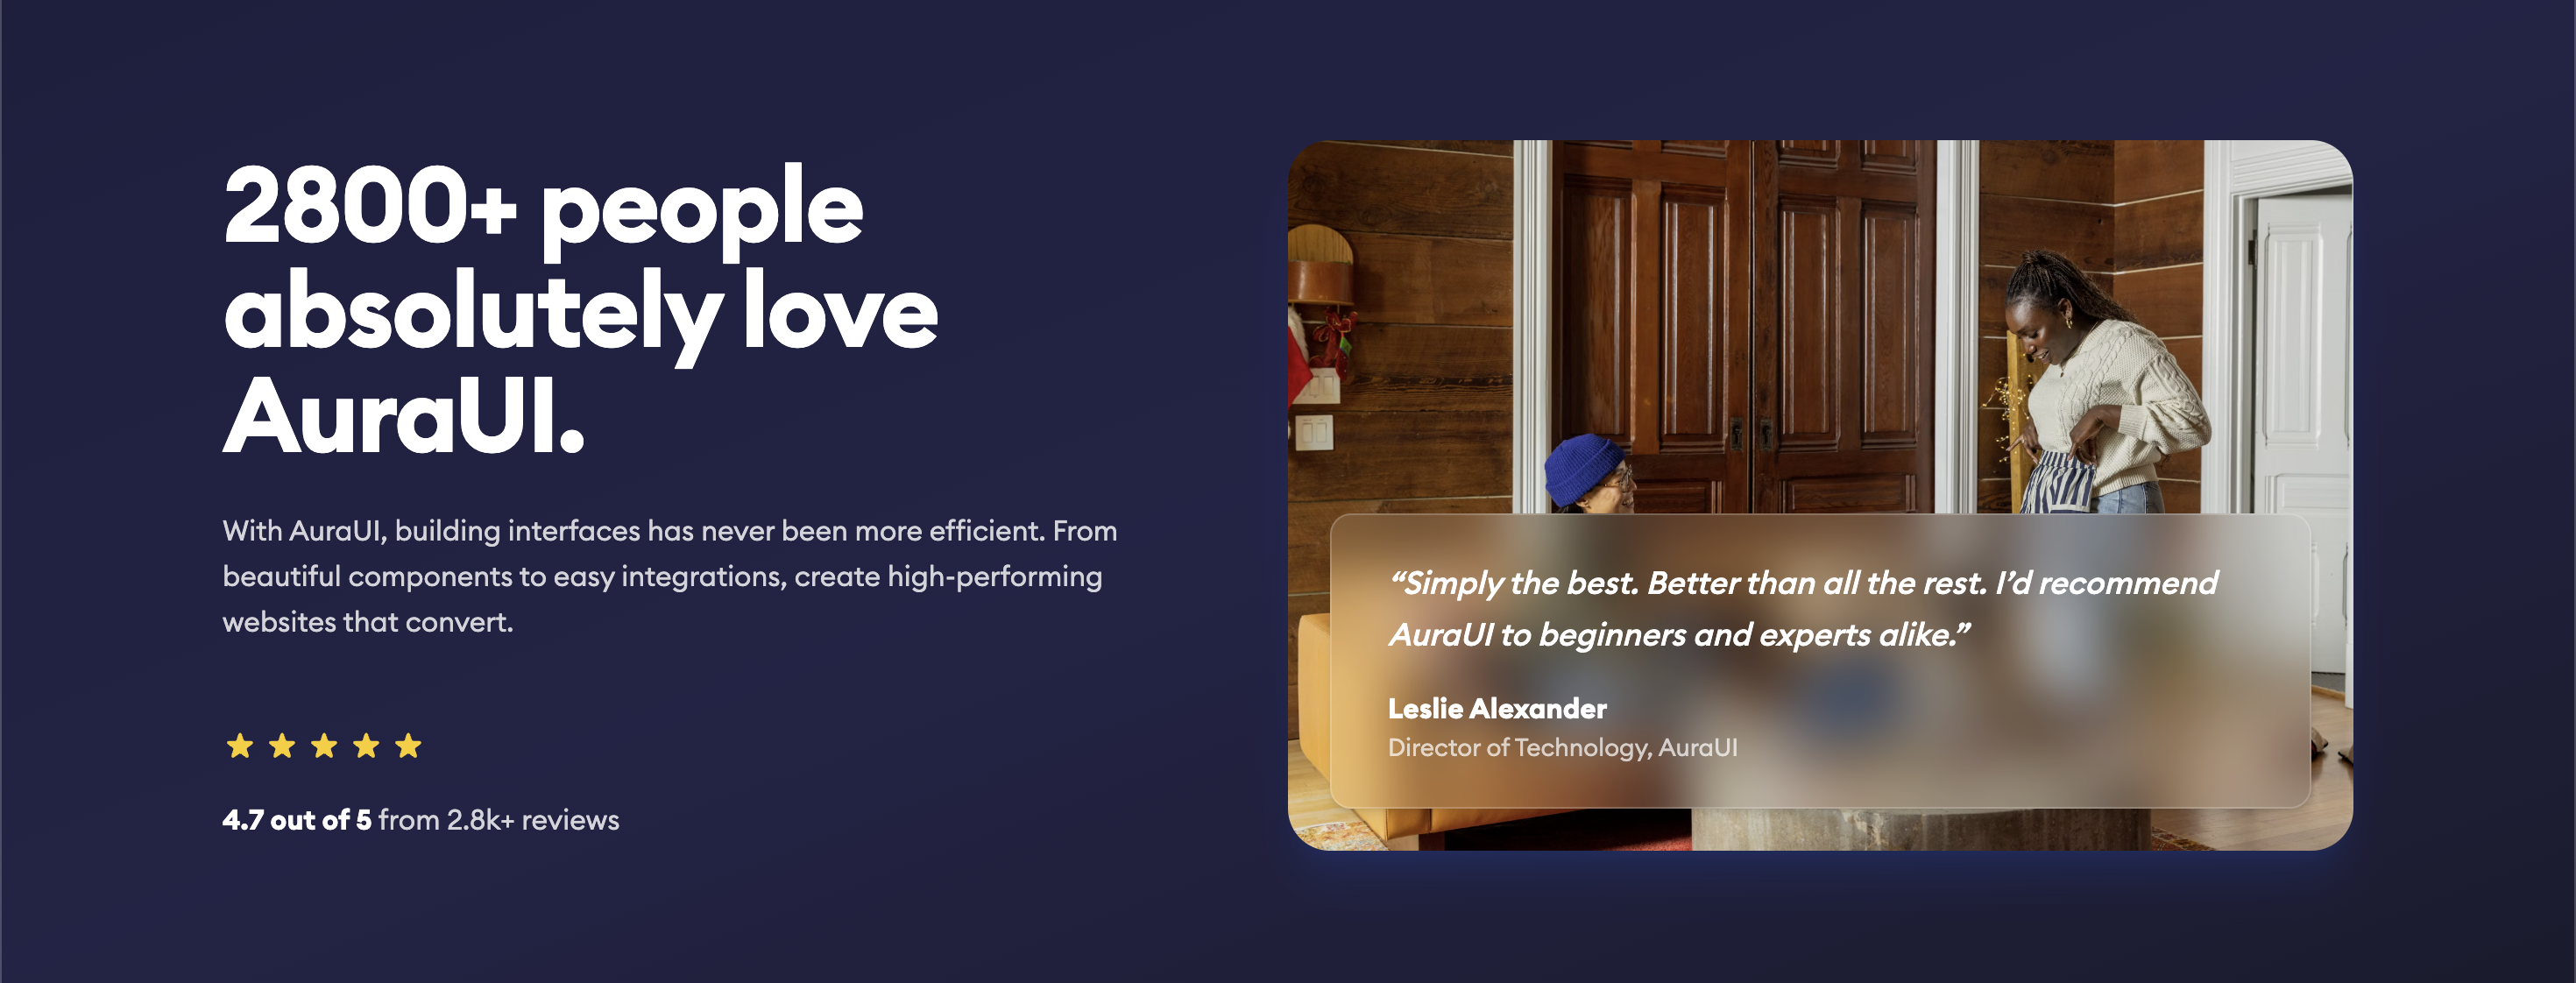 2800+ people
absolutely love
AuraUI.
With AuraUI, building interfaces has never been more efficient. From
beautiful components to easy integrations, create high-performing
websites that convert.
4.7 out of 5 from 2.8k+ reviews
“Simply the best. Better than all the rest. I’d recommend
AuraUI to beginners and experts alike.”
Leslie Alexander
Director of Technology, AuraUI